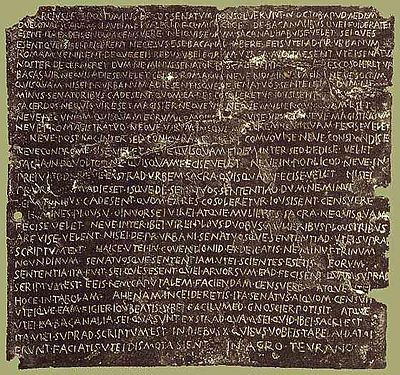 MARCIVS L F S POSTVMIVS L F COS SENATVM CONSOLVERVNT N OCTOB APVD AEDEM
DVELONAI SC ARF M CLAVDI M F L VALERI P F Q MINVCI C F DE BACANALIBVS QVEI FOIDERATEI
ESENT ITA EXDEICENDVM CENSVERE NEIQVIS EORVM BACANAL HABVISE VELET SEI QVES
ESENT QVEI SIBEI DEICERENT NECESVS ESE BACANAL HABERE EEIS VTEI AD PR VRBANVM
ROMAM VENIRENT DEQVE EEIS REBVS VBEI EORVM VERBA AVDITA ESENT VTEI SENATVS
NOSTER DECERNERET DVM NE MINVS SENATORIBVS C ADESENT QVOM EA RES COSOLORETVR
BACAS VIR NEQVIS ADIESE VELET CEIVIS ROMANVS NEVE NOMINVS LATINI NEVE SOCIVM
QVISQVAM NISEI PR VRBANVM ADIESENT ISQVE DE SENATVOS SENTENTIAD DVM NE
MINVS SENATORIBVS C ADESENT QVOM EA RES COSOLERETVR IOVSISENT CENSVERE
SACERDOS NEQVIS VIR ESET MAGISTER NEQVE VIR NEQVE MVLIER QVISQVAM ESET
NEVE PECVNIAM QVISQVAM EORVM COMOINEM HABVISE VELET NEVE MAGISTRATVM
NEVE PRO MAGISTRATVO NEQVE VIRVM NEQVE MVLIEREM QVIQVAM FECISE VELET
NEVE POST HAC INTER SED CONIOVRASE NEVE COMVOVISE NEVE CONSPONDISE
NEVE CONPROMESISE VELET NEVE QVISQVAM FIDEM INTER SED DEDISE VELET
SACRA IN OQVOLTOD NE QVISQVAM FECISE VELET NEVE IN POPLICOD NEVE IN
PREIVATOD NEVE EXSTRAD VRBEM SACRA QVISQVAM FECISE VELET NISEI
PR VRBANVM ADIESET ISQVE DE SENATVOS SENTENTIAD DVM NE MINVS
SENATORIBVS C ADESENT QVOM EA RES COSOLERETVR IOVSISENT CENSVERE
HOMINES PLOVS V OINVORSEI VIREI ATQVE MVLIERES SACRA NE QVISQVAM
FECISE VELET NEVE INTER IBEI VIREI PLOVS DVOBVS MVLIERIBVS PLOVS TRIBVS
ARFVISE VELENT NISEI DE PR VRBANI SENATVOSQVE SENTENTIAD VTEI SVPRAD
SCRIPTVM EST HAICE VTEI IN COVENTIONID EXDEICATIS NE MINVS TRINVM
NOVNDINVM SENATVOSQVE SENTENTIAM VTEI SCIENTES ESETIS EORVM
SENTENTIA ITA FVIT SEI QVES ESENT QVEI ARVORSVM EAD FECISENT QVAM SVPRAD
SCRIPTVM EST EEIS REM CAPVTALEM FACIENDAM CENSVERE ATQVE VTEI
HOCE IN TABOLAM AHENAM INCEIDERETIS ITA SENATVS AIQVOM CENSVIT
VTEIQVE EAM FIGIER IOVBEATIS VBEI FACILVMED GNOSCIER POTISIT ATQVE
VTEI EA BACANALIA SEI QVA SVNT EXSTRAD QVAM SEI QVID IBEI SACRI EST
ITA VTEI SVPRAD SCRIPTVM EST IN DIEBVS X QVIBVS VOBEIS TABELAI DATAI
ERVNT FACIATIS VTEI DISMOTA SIENT IN AGRO TEVRANO